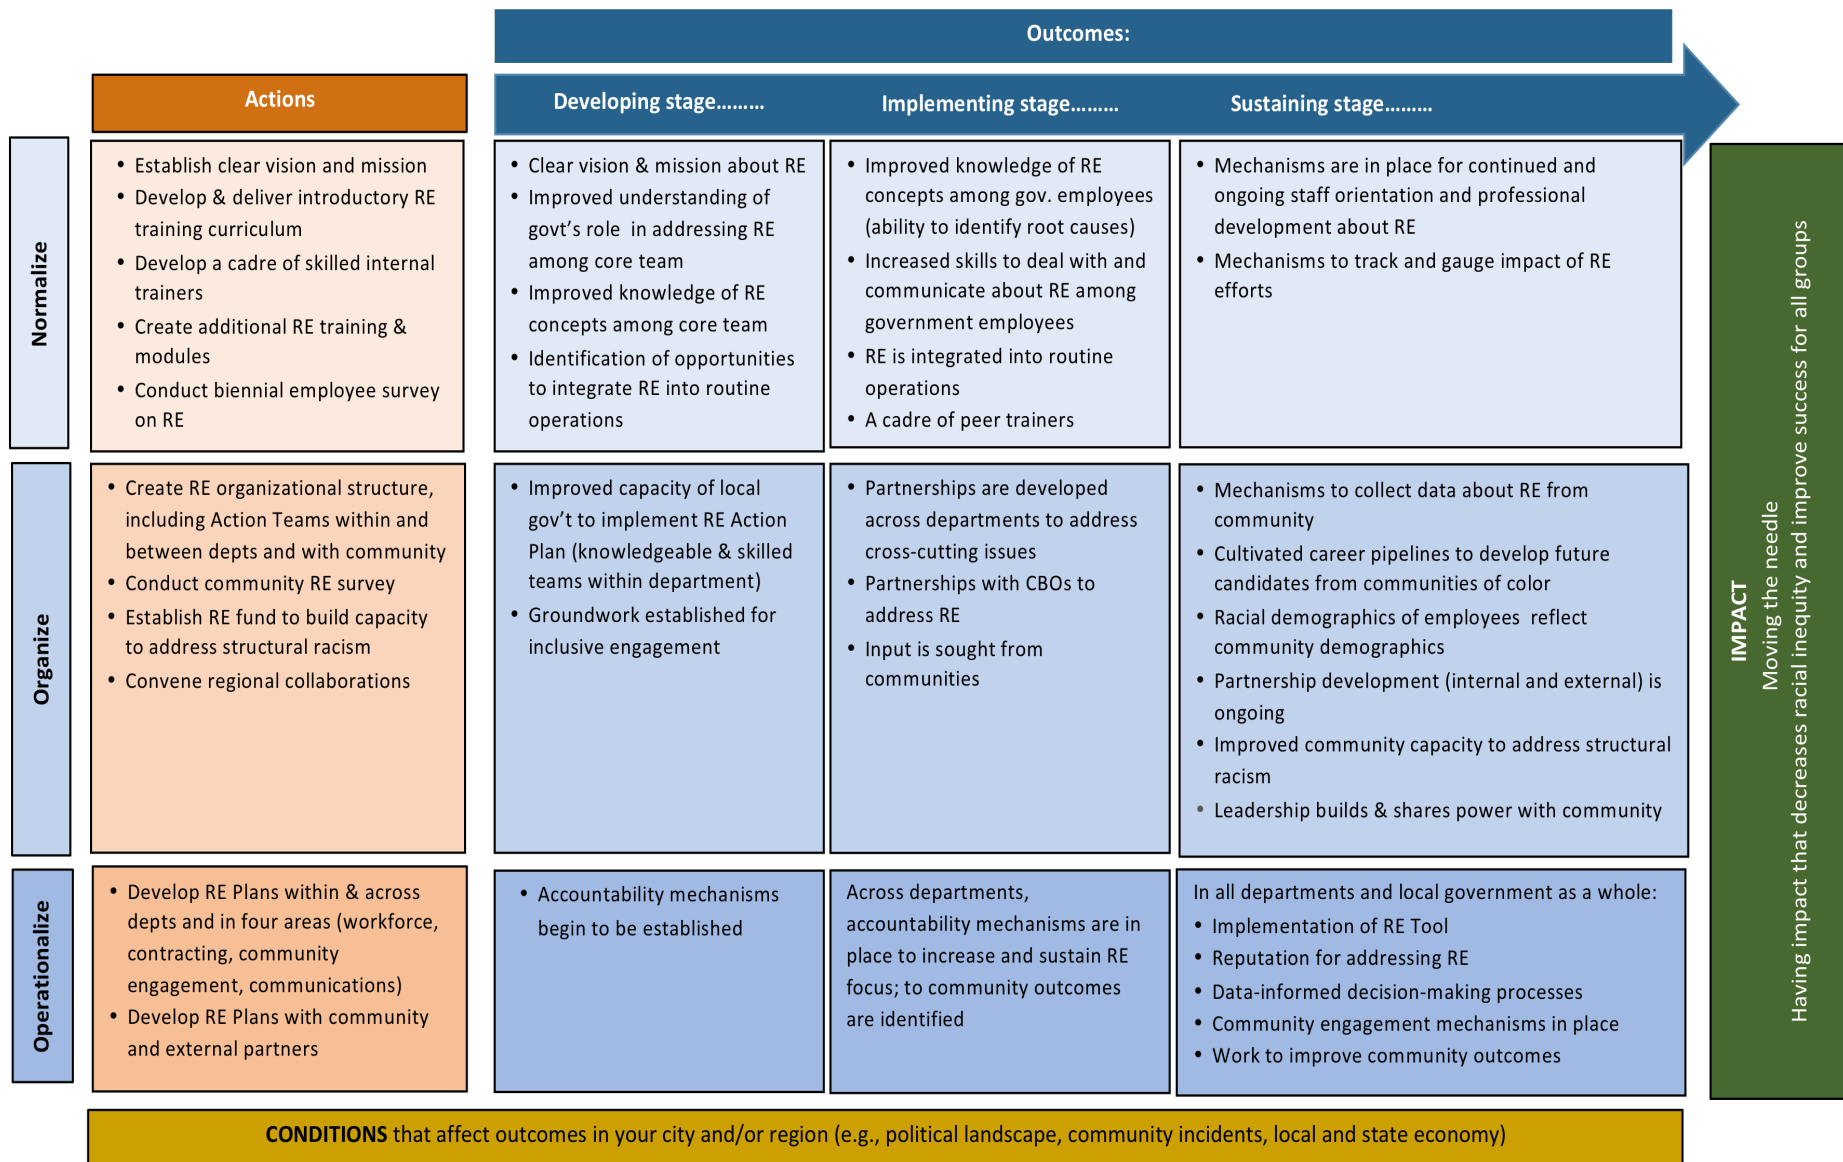 Outcomes:
Actions
Developing stage………
Implementing stage………
Sustaining stage………
Normalize
• Establish clear vision and mission
• Develop & deliver introductory RE
training curriculum
• Develop a cadre of skilled internal
trainers
• Create additional RE training &
modules
• Conduct biennial employee survey
on RE
• Clear vision & mission about RE
• Improved understanding of
govt’s role in addressing RE
among core team
• Improved knowledge of RE
concepts among core team
• Identification of opportunities
to integrate RE into routine
operations
• Improved knowledge of RE
concepts among gov. employees
(ability to identify root causes)
• Increased skills to deal with and
communicate about RE among
government employees
• RE is integrated into routine
operations
• A cadre of peer trainers
• Mechanisms are in place for continued and
ongoing staff orientation and professional
development about RE
• Mechanisms to track and gauge impact of RE
efforts
Organize
• Create RE organizational structure,
including Action Teams within and
between depts and with community
• Conduct community RE survey
• Establish RE fund to build capacity
to address structural racism
• Convene regional collaborations
• Improved capacity of local
gov’t to implement RE Action
Plan (knowledgeable & skilled
teams within department)
• Groundwork established for
inclusive engagement
• Partnerships are developed
across departments to address
cross-cutting issues
• Partnerships with CBOs to
address RE
• Input is sought from
communities
• Mechanisms to collect data about RE from
community
• Cultivated career pipelines to develop future
candidates from communities of color
• Racial demographics of employees reflect
community demographics
• Partnership development (internal and external) is
ongoing
• Improved community capacity to address structural
racism
• Leadership builds & shares power with community
Operationalize
• Develop RE Plans within & across
depts and in four areas (workforce,
contracting, community
engagement, communications)
• Develop RE Plans with community
and external partners
• Accountability mechanisms
begin to be established
Across departments,
accountability mechanisms are in
place to increase and sustain RE
focus; to community outcomes
are identified
In all departments and local government as a whole:
• Implementation of RE Tool
• Reputation for addressing RE
• Data-informed decision-making processes
• Community engagement mechanisms in place
• Work to improve community outcomes
IMPACT
Moving the needle
Having impact that decreases racial inequity and improve success for all groups
CONDITIONS that affect outcomes in your city and/or region (e.g., political landscape, community incidents, local and state economy)